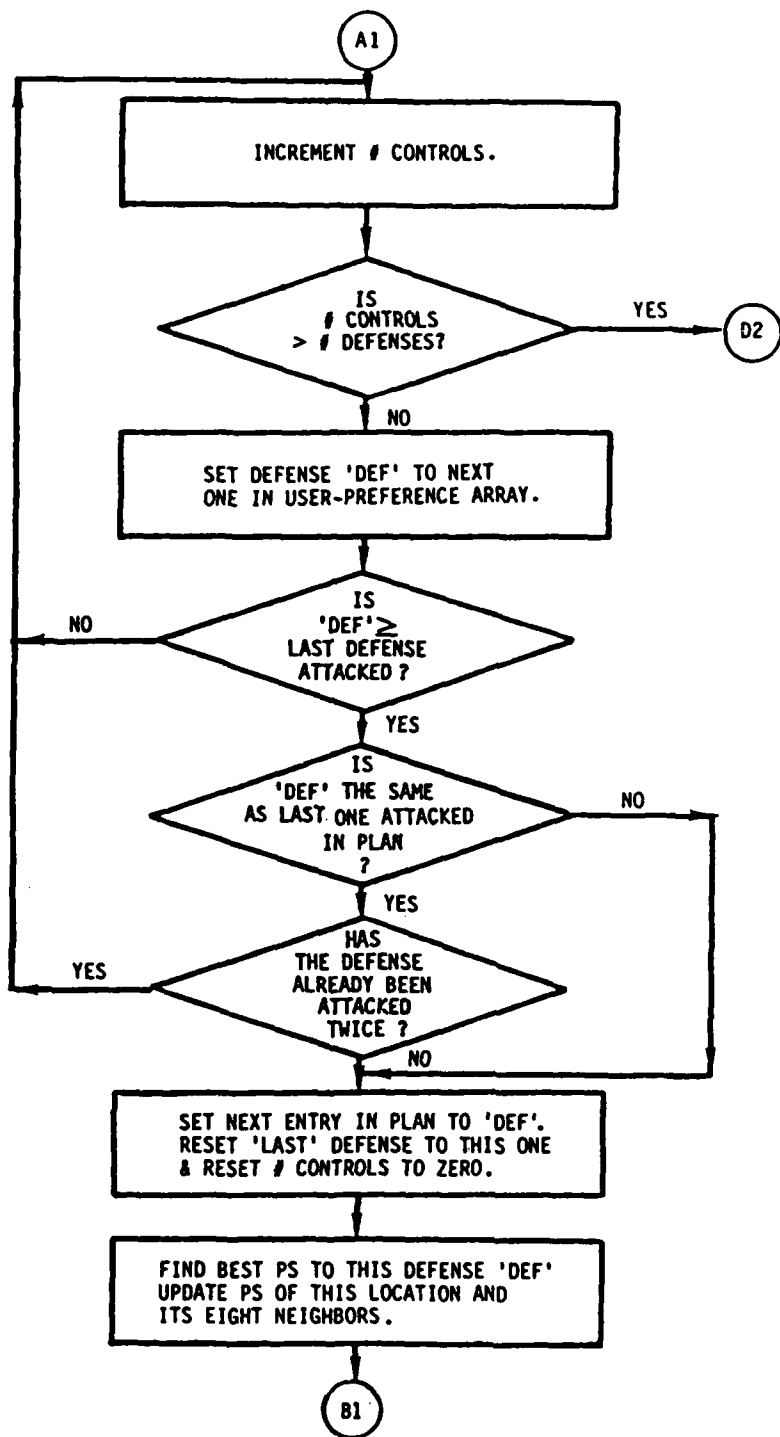 A1
INCREMENT # CONTROLS.
IS
# CONTROLS
> # DEFENSES?
YES
D2
NO
SET DEFENSE 'DEF' TO NEXT
ONE IN USER-PREFERENCE ARRAY.
IS
'DEF' ≥
LAST DEFENSE
ATTACKED ?
NO
YES
IS
'DEF' THE SAME
AS LAST ONE ATTACKED
IN PLAN
?
NO
YES
HAS
THE DEFENSE
ALREADY BEEN
ATTACKED
TWICE ?
YES
NO
SET NEXT ENTRY IN PLAN TO 'DEF'.
RESET 'LAST' DEFENSE TO THIS ONE
& RESET # CONTROLS TO ZERO.
FIND BEST PS TO THIS DEFENSE 'DEF'
UPDATE PS OF THIS LOCATION AND
ITS EIGHT NEIGHBORS.
B1